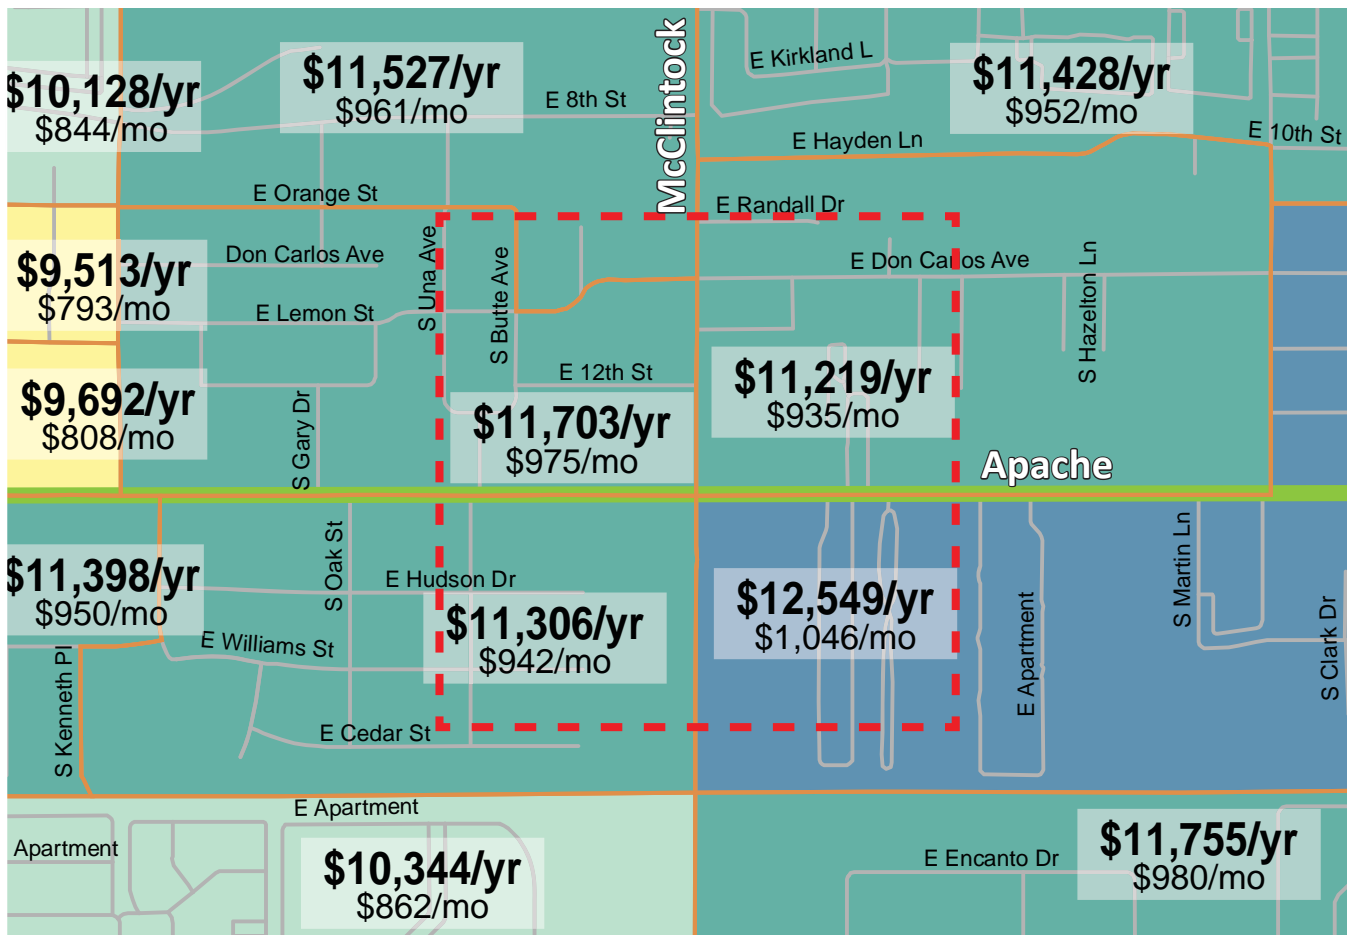 $10,128/yr
$844/mo
$11,527/yr
$961/mo
E 8th St
McClintock
E Kirkland L
$11,428/yr
$952/mo
E Hayden Ln
E 10th St
E Orange St
E Randall Dr
$9,513/yr
$793/mo
Don Carlos Ave
S Una Ave
S Butte Ave
E Don Carlos Ave
S Hazelton Ln
E Lemon St
$9,692/yr
$808/mo
E 12th St
$11,219/yr
$935/mo
S Gary Dr
$11,703/yr
$975/mo
Apache
$11,398/yr
$950/mo
S Oak St
E Hudson Dr
$11,306/yr
$942/mo
$12,549/yr
$1,046/mo
S Martin Ln
E Williams St
S Kenneth Pl
E Apartment
S Clark Dr
E Cedar St
E Apartment
Apartment
$10,344/yr
$862/mo
E Encanto Dr
$11,755/yr
$980/mo